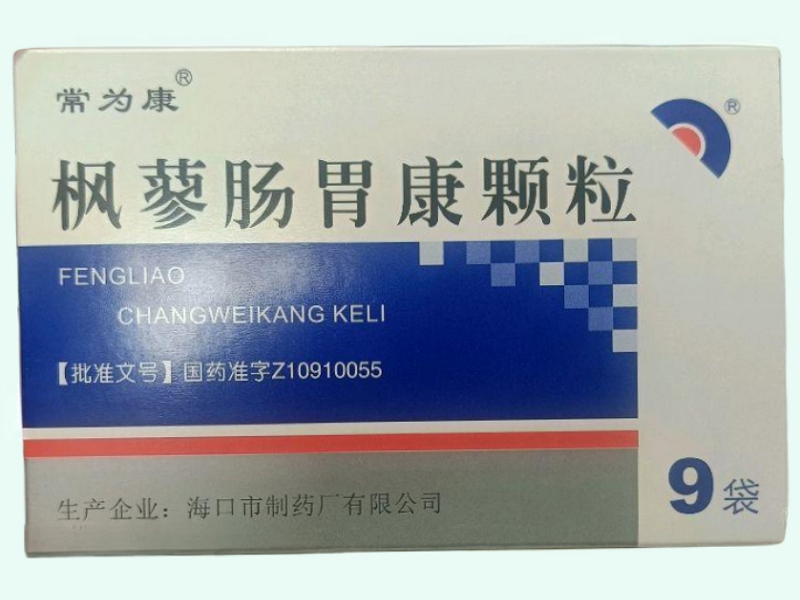 常为康®
®
枫蓼肠胃康颗粒
FENGLIAO
CHANGWEIKANG KELI
【批准文号】国药准字Z10910055
生产企业：海口市制药厂有限公司
9袋